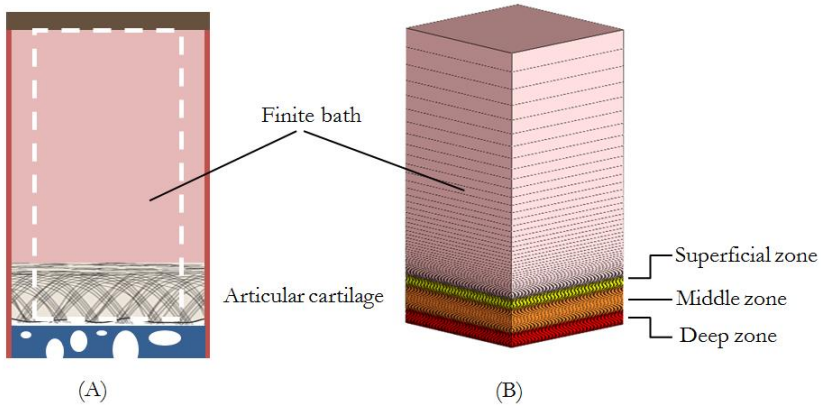 Finite bath
Superficial zone
Articular cartilage
Middle zone
Deep zone
(A)
(B)